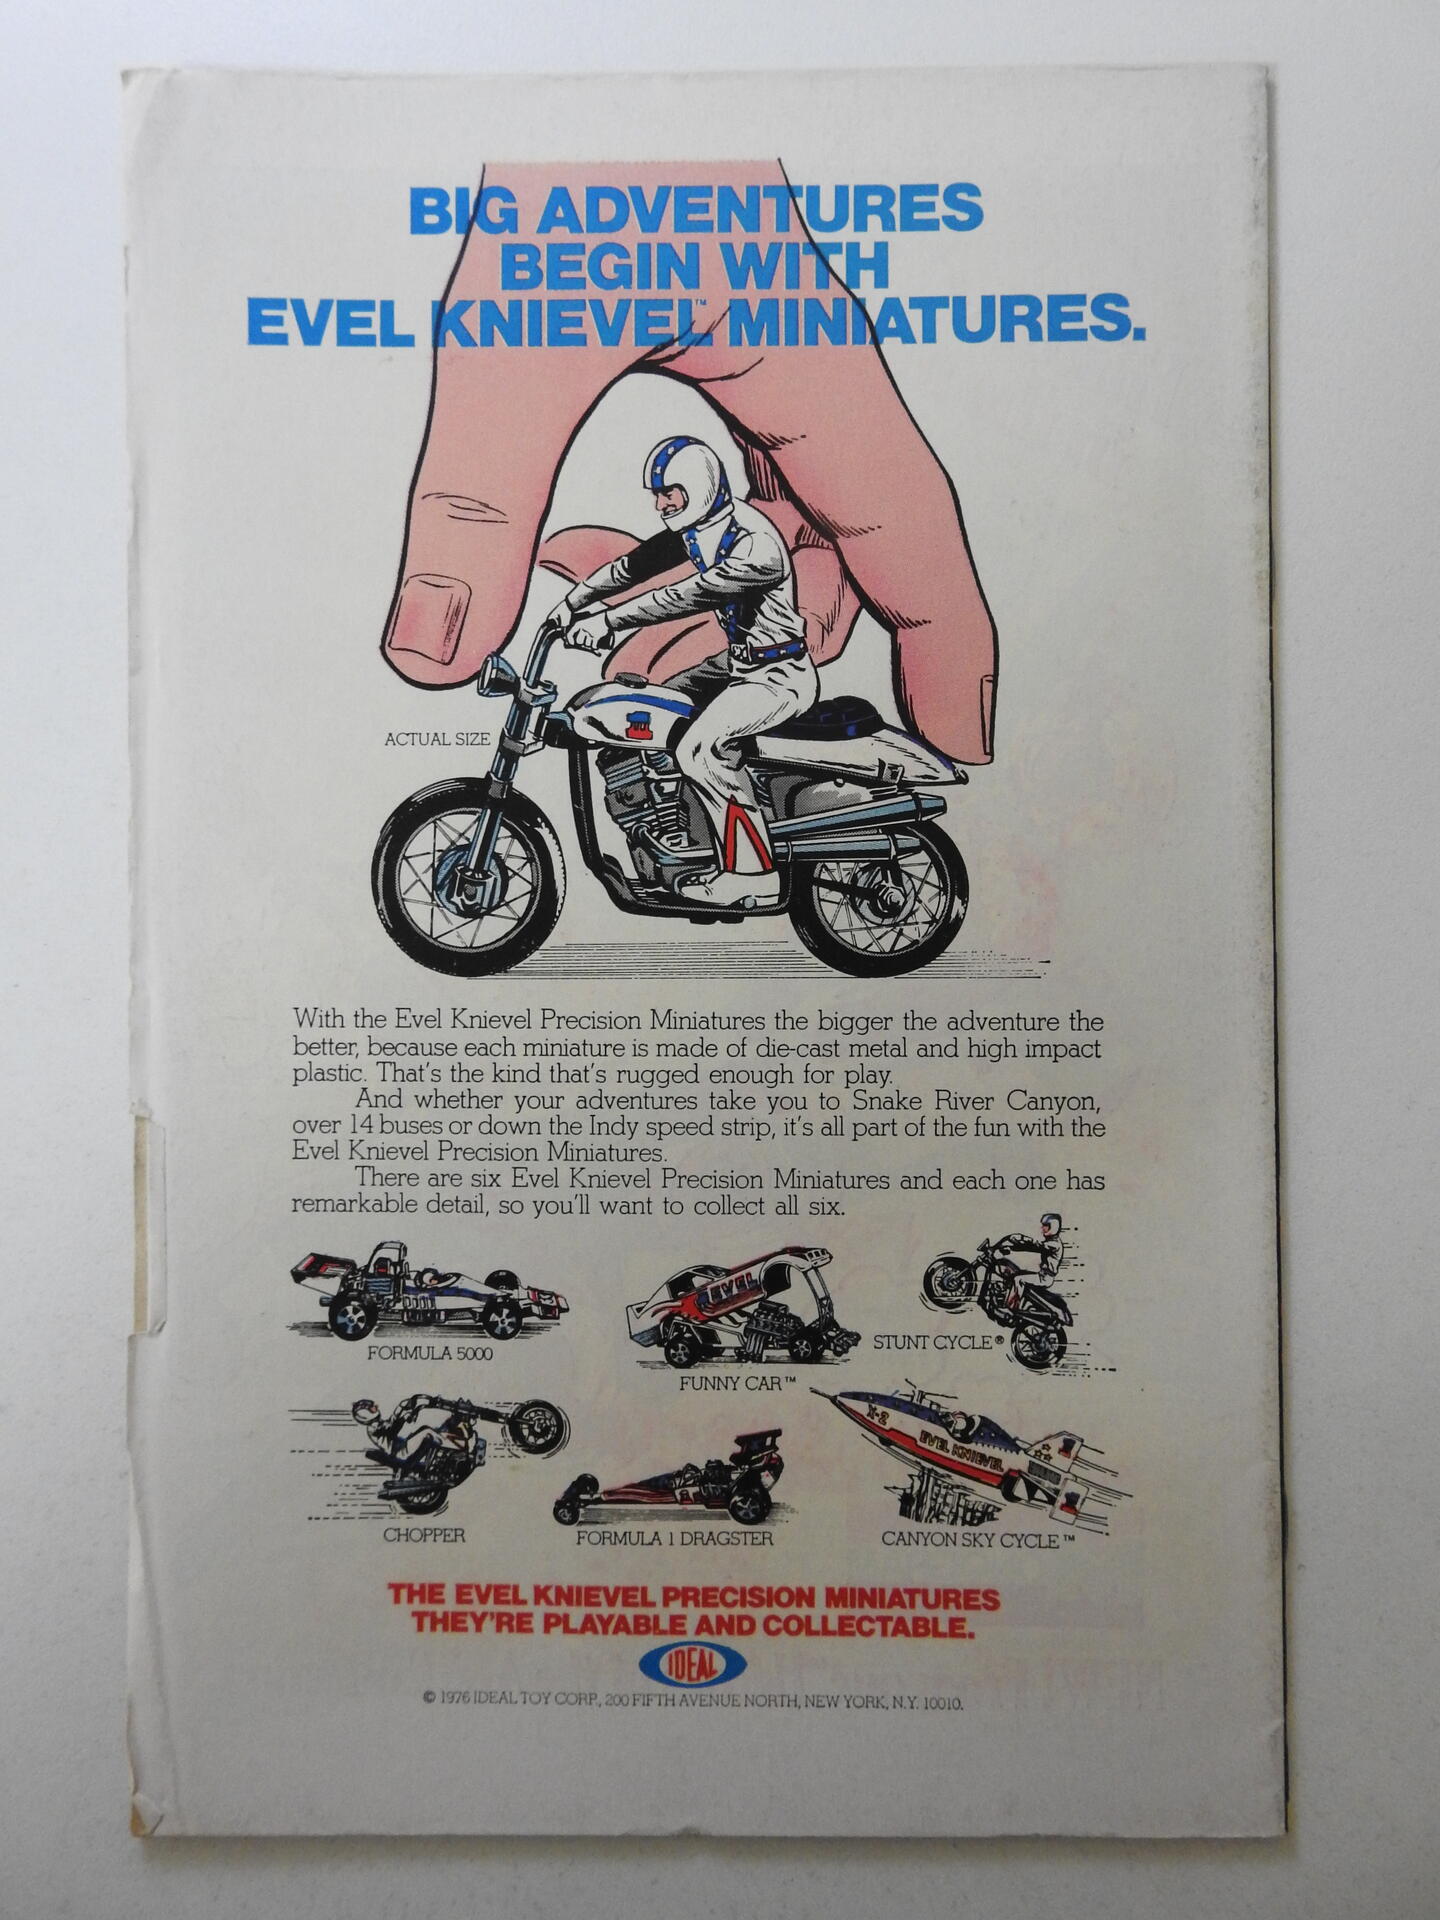 BIG ADVENTURES
BEGIN WITH
EVEL KNIEVEL™ MINIATURES.
ACTUAL SIZE
With the Evel Knievel Precision Miniatures the bigger the adventure the
better, because each miniature is made of die-cast metal and high impact
plastic. That's the kind that's rugged enough for play.
And whether your adventures take you to Snake River Canyon,
over 14 buses or down the Indy speed strip, it's all part of the fun with the
Evel Knievel Precision Miniatures.
There are six Evel Knievel Precision Miniatures and each one has
remarkable detail, so you'll want to collect all six.
FORMULA 5000
EVEL
FUNNY CAR™
STUNT CYCLE®
CHOPPER
FORMULA 1 DRAGSTER
X-2
EVEL KNIEVEL
CANYON SKY CYCLE™
THE EVEL KNIEVEL PRECISION MINIATURES
THEY'RE PLAYABLE AND COLLECTABLE.
IDEAL
© 1976 IDEAL TOY CORP., 200 FIFTH AVENUE NORTH, NEW YORK, N.Y. 10010.